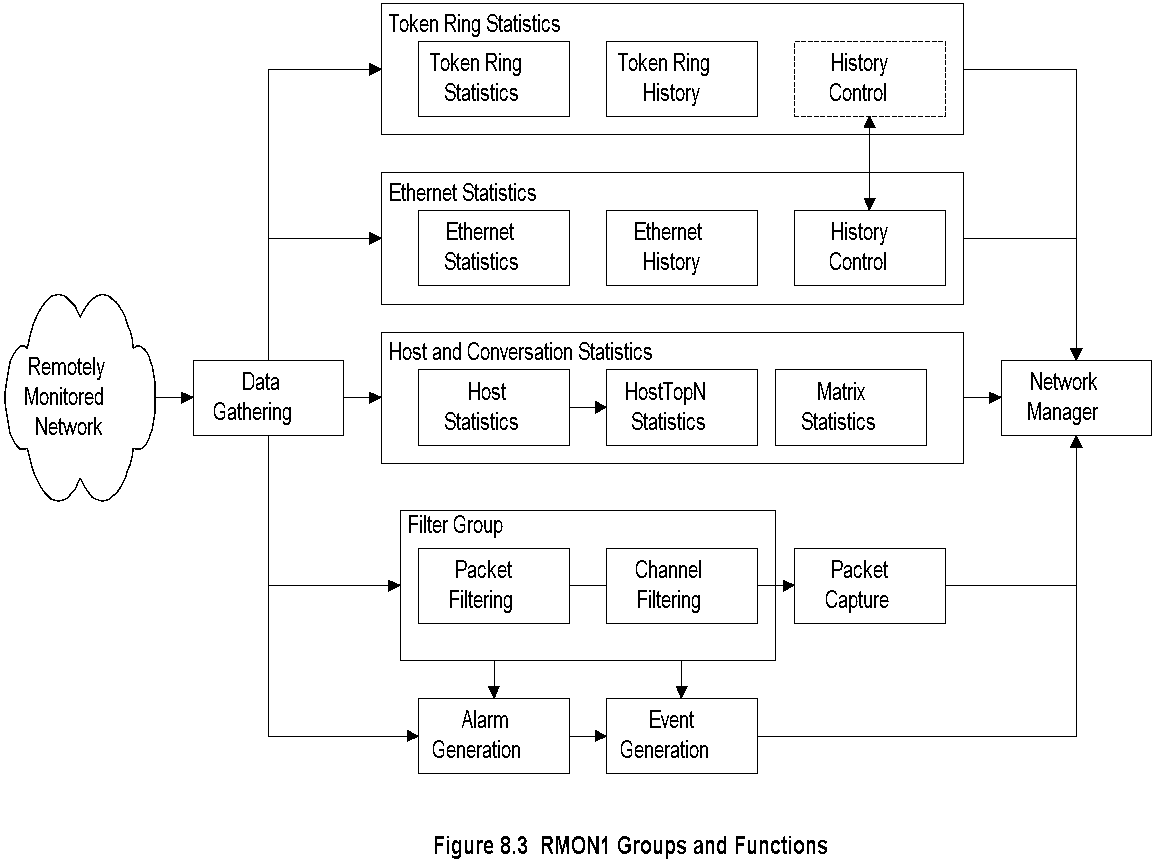 Token Ring Statistics
Token Ring
Statistics
Token Ring
History
History
Control
Ethernet Statistics
Ethernet
Statistics
Ethernet
History
History
Control
Remotely
Monitored
Network
Data
Gathering
Host and Conversation Statistics
Host
Statistics
HostTopN
Statistics
Matrix
Statistics
Network
Manager
Filter Group
Packet
Filtering
Channel
Filtering
Packet
Capture
Alarm
Generation
Event
Generation
Figure 8.3 RMON1 Groups and Functions